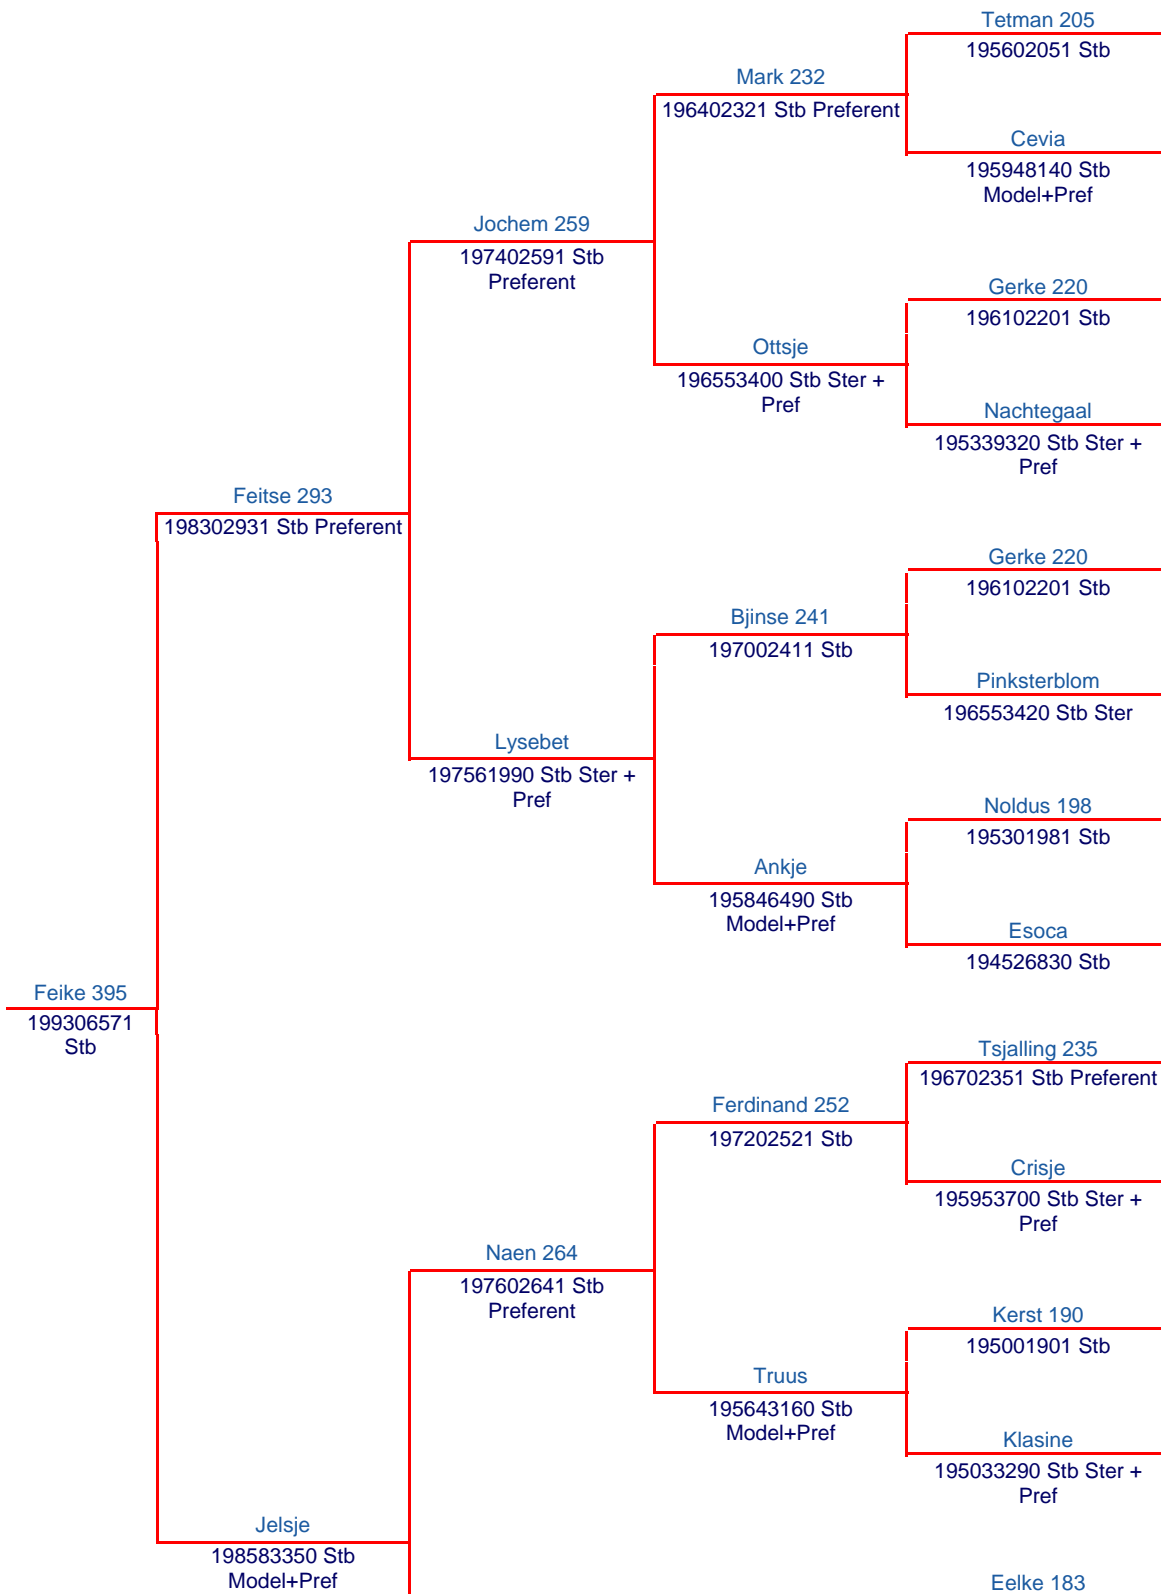 Tetman 205
195602051 Stb
Mark 232
196402321 Stb Preferent
Cevia
195948140 Stb
Model+Pref
Jochem 259
197402591 Stb
Preferent
Gerke 220
196102201 Stb
Ottsje
196553400 Stb Ster +
Pref
Nachtegaal
195339320 Stb Ster +
Pref
Feitse 293
198302931 Stb Preferent
Gerke 220
196102201 Stb
Bjinse 241
197002411 Stb
Pinksterblom
196553420 Stb Ster
Lysebet
197561990 Stb Ster +
Pref
Noldus 198
195301981 Stb
Ankje
195846490 Stb
Model+Pref
Esoca
194526830 Stb
Feike 395
199306571
Stb
Tsjalling 235
196702351 Stb Preferent
Ferdinand 252
197202521 Stb
Crisje
195953700 Stb Ster +
Pref
Naen 264
197602641 Stb
Preferent
Kerst 190
195001901 Stb
Truus
195643160 Stb
Model+Pref
Klasine
195033290 Stb Ster +
Pref
Jelsje
198583350 Stb
Model+Pref
Eelke 183